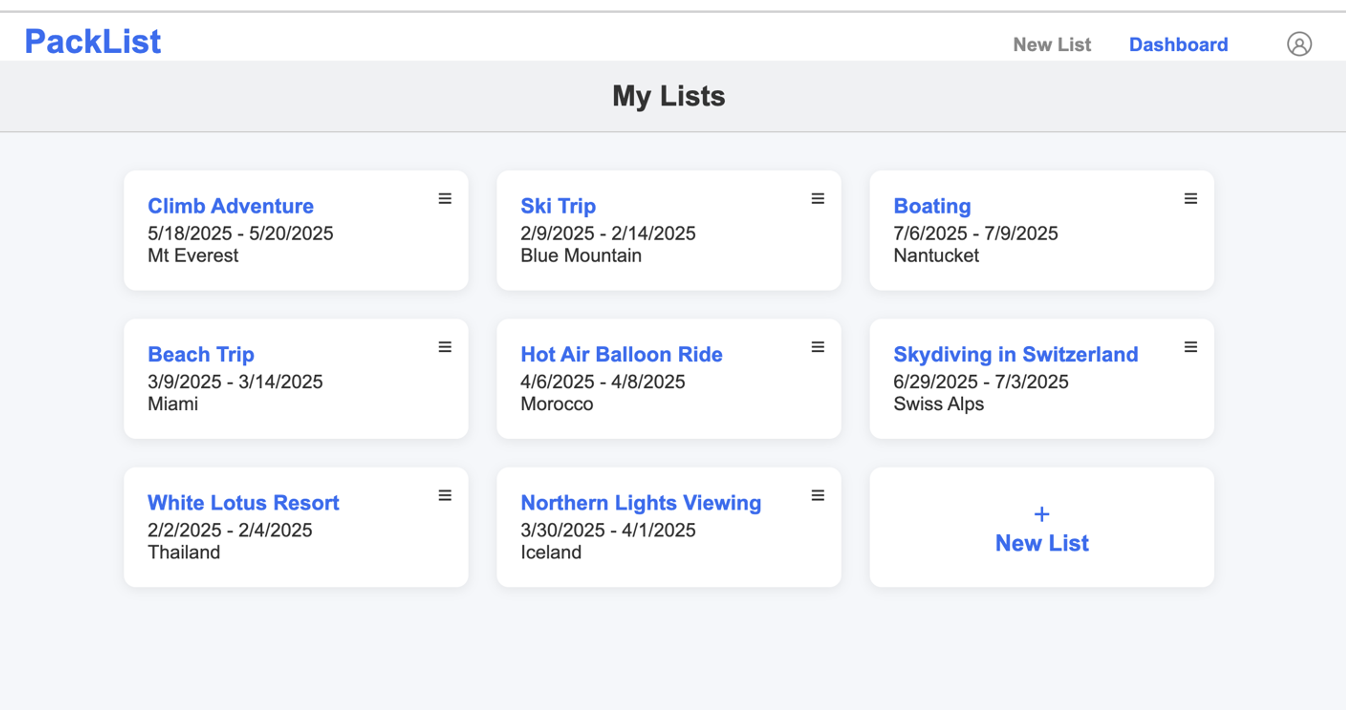 PackList
New List
Dashboard
My Lists
Climb Adventure
5/18/2025 - 5/20/2025
Mt Everest
Ski Trip
2/9/2025 - 2/14/2025
Blue Mountain
Boating
7/6/2025 - 7/9/2025
Nantucket
Beach Trip
3/9/2025 - 3/14/2025
Miami
Hot Air Balloon Ride
4/6/2025 - 4/8/2025
Morocco
Skydiving in Switzerland
6/29/2025 - 7/3/2025
Swiss Alps
White Lotus Resort
2/2/2025 - 2/4/2025
Thailand
Northern Lights Viewing
3/30/2025 - 4/1/2025
Iceland
+
New List